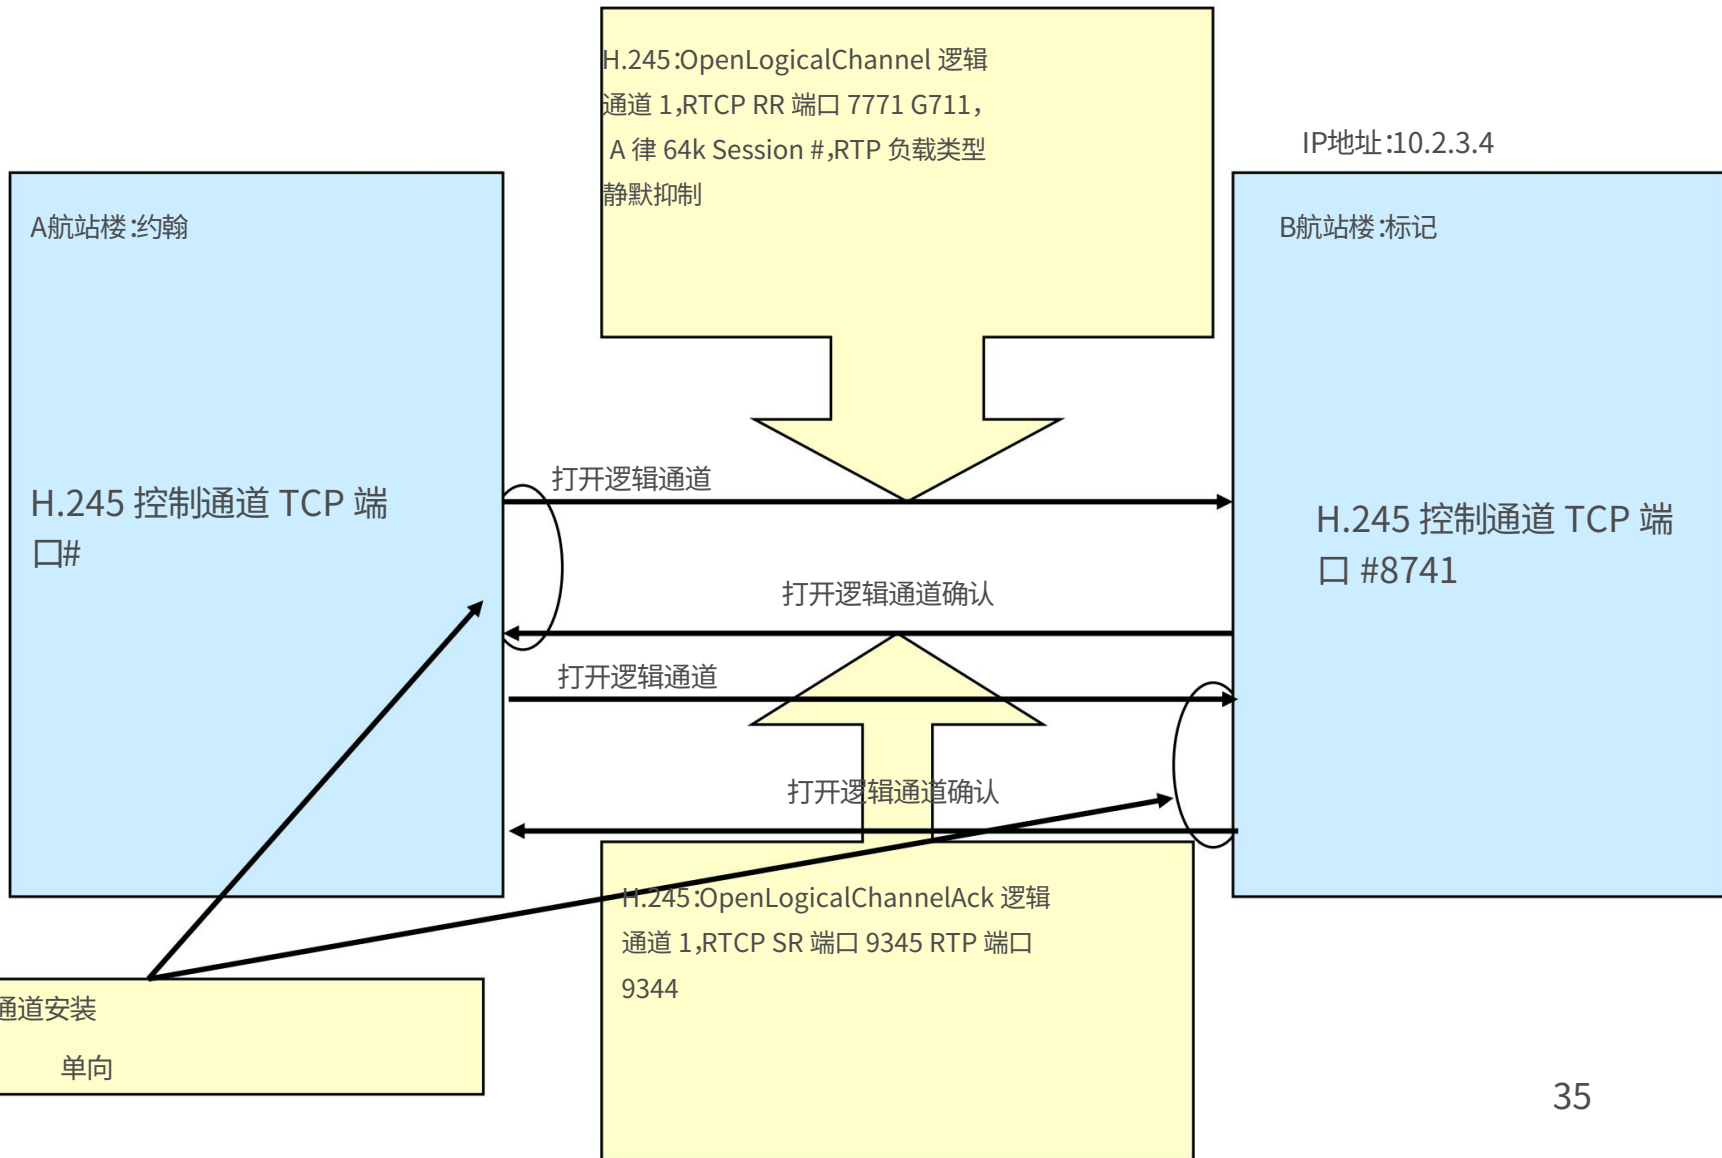 H.245:OpenLogicalChannel 逻辑
通道 1,RTCP RR 端口 7771 G711,
A 律 64k Session #,RTP 负载类型
静默抑制
IP地址:10.2.3.4
A航站楼:约翰
B航站楼:标记
打开逻辑通道
H.245 控制通道 TCP 端
口#
H.245 控制通道 TCP 端
口 #8741
打开逻辑通道确认
打开逻辑通道
打开逻辑通道确认
H.245:OpenLogicalChannelAck 逻辑
通道 1,RTCP SR 端口 9345 RTP 端口
9344
通道安装
单向
35